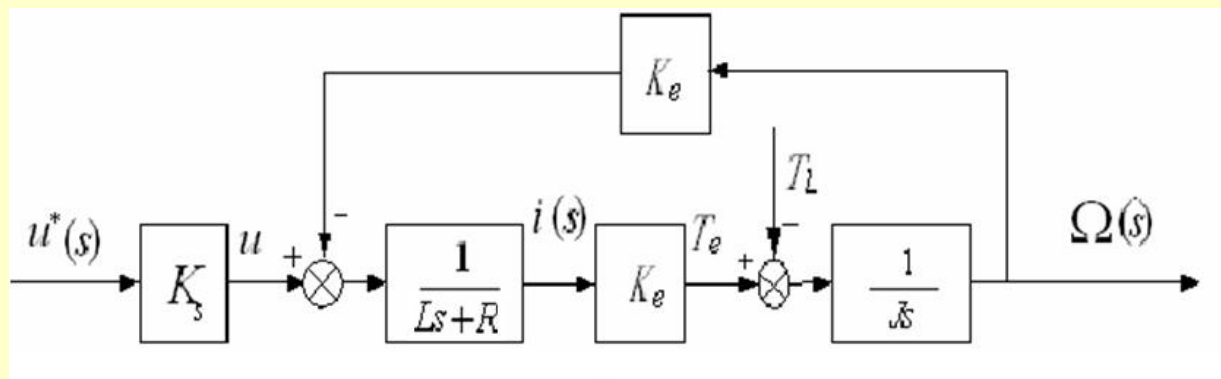 K_e
T_L
u*(s)
K_s
u
-
+
1/(Ls+R)
i(s)
K_e
T_e
+
-
1/(Js)
Ω(s)